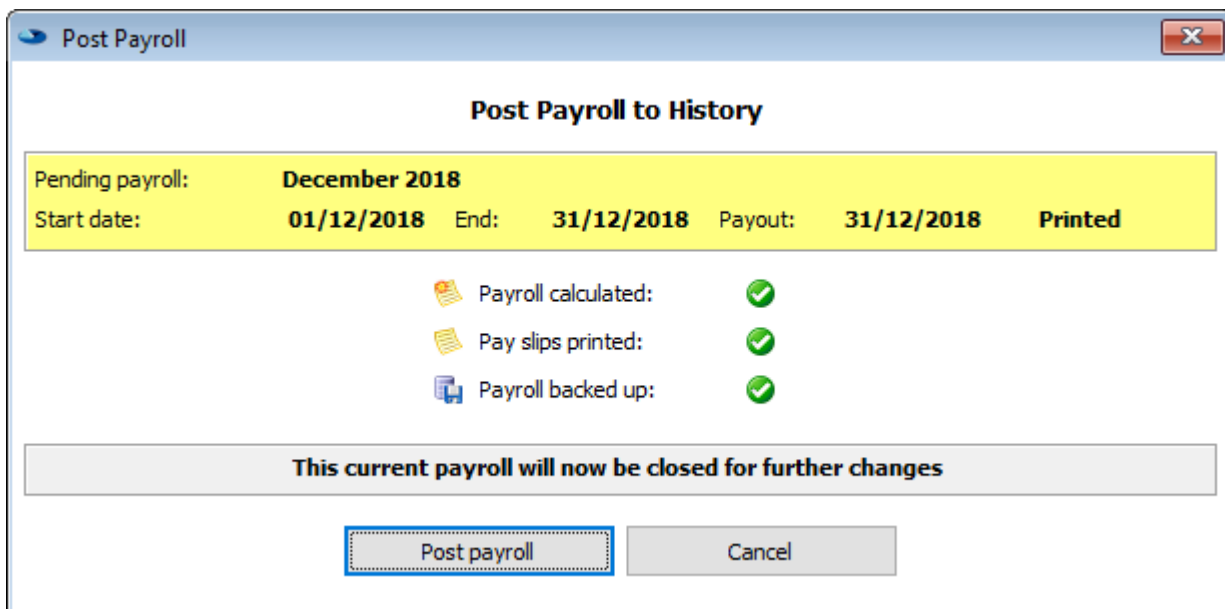 Post Payroll
Post Payroll to History
Pending payroll: December 2018
Start date: 01/12/2018 End: 31/12/2018 Payout: 31/12/2018 Printed
Payroll calculated:
Pay slips printed:
Payroll backed up:
This current payroll will now be closed for further changes
Post payroll Cancel